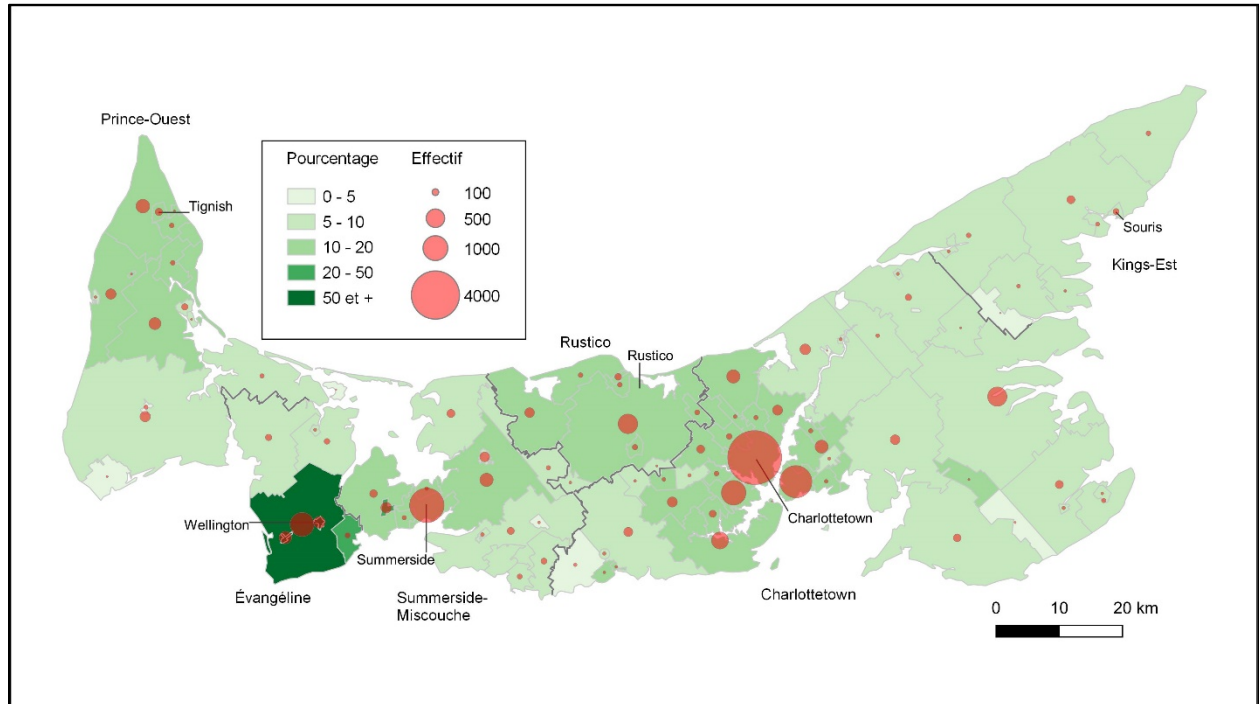 Prince-Ouest
Tignish
Pourcentage
0 - 5
5 - 10
10 - 20
20 - 50
50 et +
Effectif
100
500
1000
4000
Souris
Kings-Est
Rustico
Rustico
Wellington
Summerside
Charlottetown
Évangéline
Summerside-
Miscouche
Charlottetown
0 10 20 km